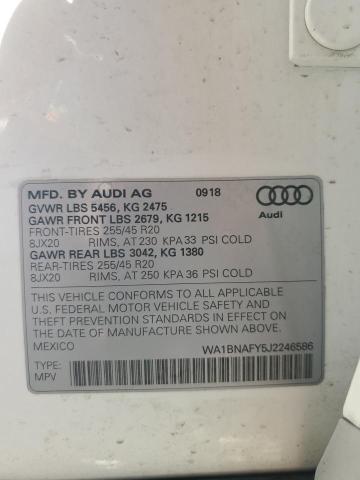 MFD. BY AUDI AG 0918
GVWR LBS 5456, KG 2475
GAWR FRONT LBS 2679, KG 1215
FRONT-TIRES 255/45 R20
8JX20 RIMS, AT 230 KPA 33 PSI COLD
GAWR REAR LBS 3042, KG 1380
REAR-TIRES 255/45 R20
8JX20 RIMS, AT 250 KPA 36 PSI COLD
Audi
THIS VEHICLE CONFORMS TO ALL APPLICABLE
U.S. FEDERAL MOTOR VEHICLE SAFETY AND
THEFT PREVENTION STANDARDS IN EFFECT ON
THE DATE OF MANUFACTURE SHOWN ABOVE.
MEXICO WA1BNAFY5J2246586
TYPE:
MPV